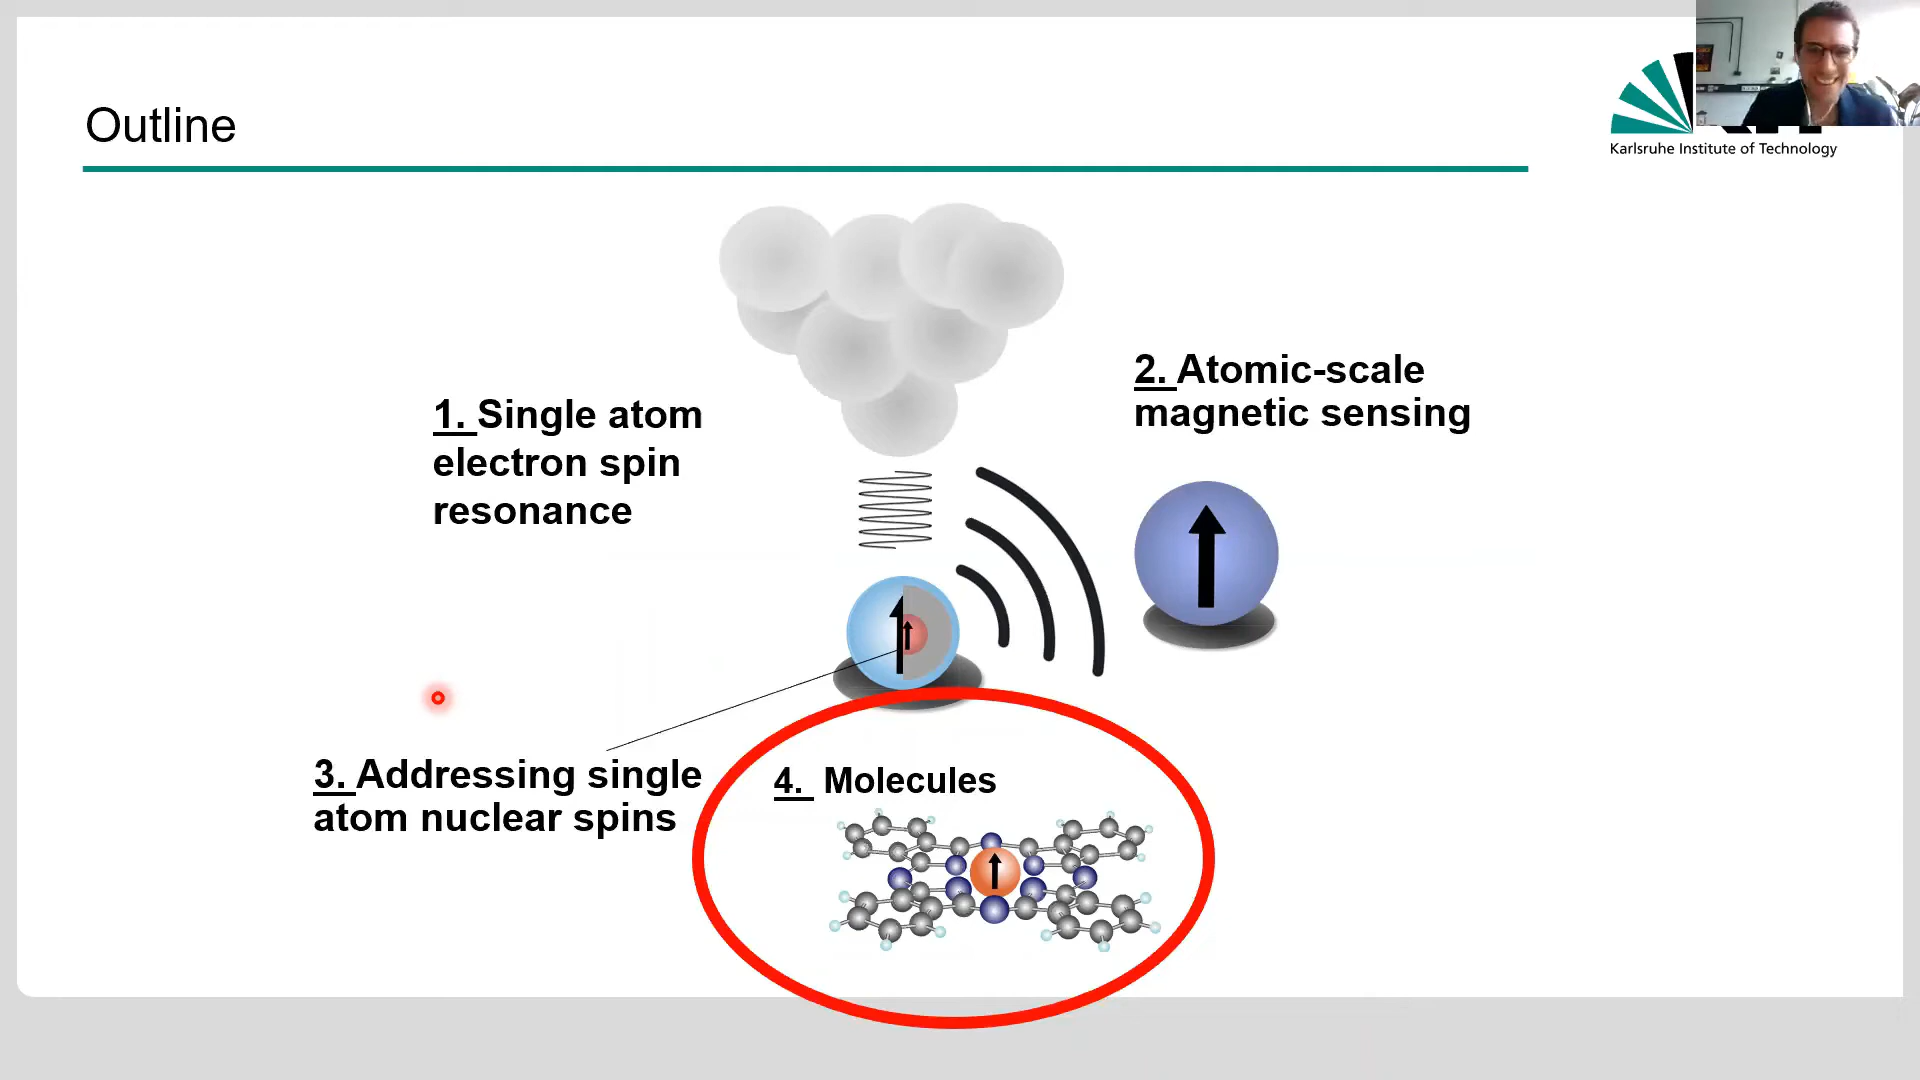 Outline
Karlsruhe Institute of Technology
1. Single atom
electron spin
resonance
2. Atomic-scale
magnetic sensing
3. Addressing single
atom nuclear spins
4. Molecules